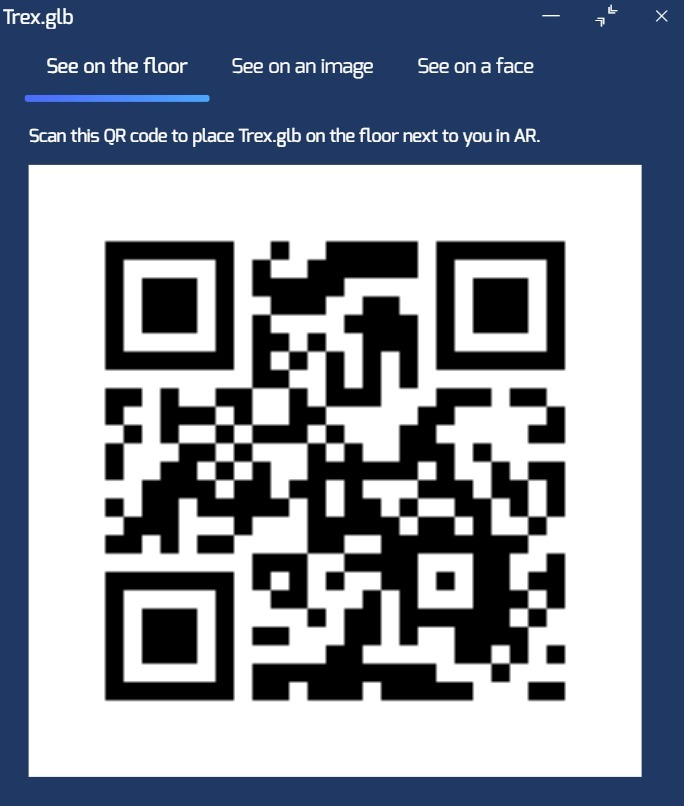 Trex.glb
See on the floor See on an image See on a face
Scan this QR code to place Trex.glb on the floor next to you in AR.